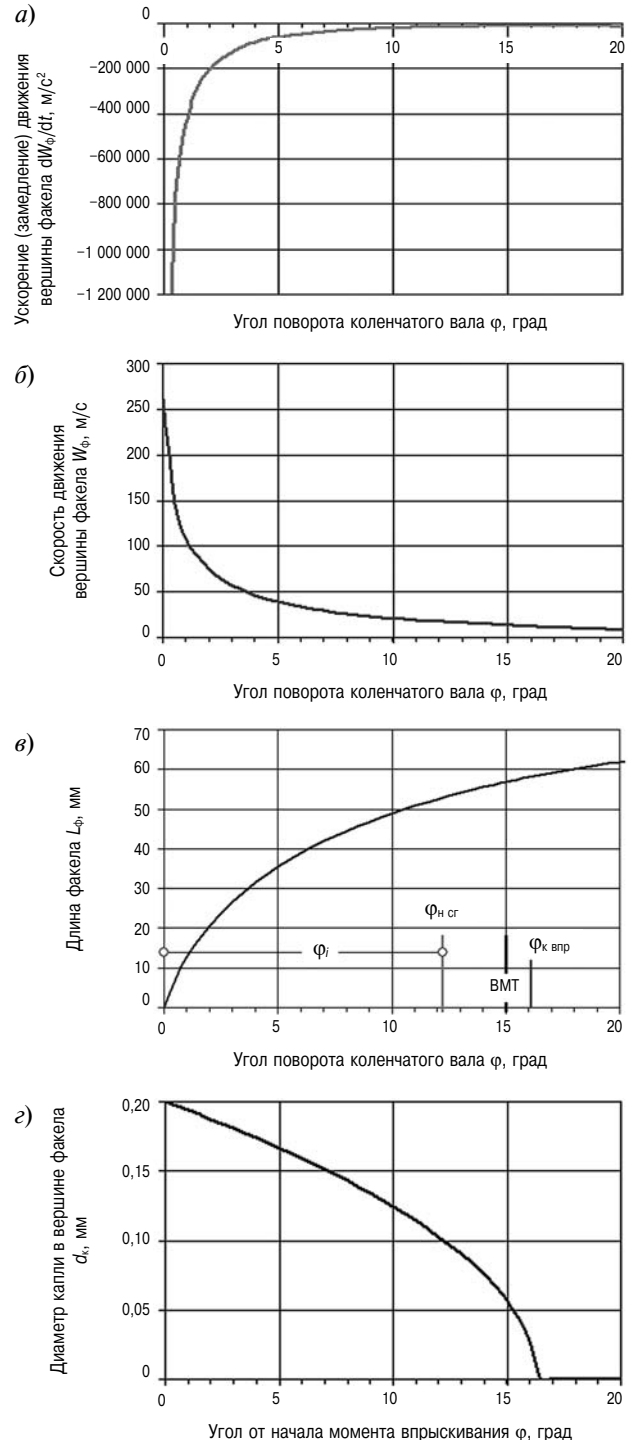 а)
Ускорение (замедление) движения
вершины факела dWф/dt, м/с²
0
–200 000
–400 000
–600 000
–800 000
–1 000 000
–1 200 000
0 5 10 15 20
Угол поворота коленчатого вала φ, град
б)
Скорость движения
вершины факела Wф, м/с
300
250
200
150
100
50
0
0 5 10 15 20
Угол поворота коленчатого вала φ, град
в)
Длина факела Lф, мм
70
60
50
40
30
20
10
0
φi
φн сг
ВМТ
φк впр
0 5 10 15 20
Угол поворота коленчатого вала φ, град
г)
Диаметр капли в вершине факела
dк, мм
0,20
0,15
0,10
0,05
0
0 5 10 15 20
Угол от начала момента впрыскивания φ, град